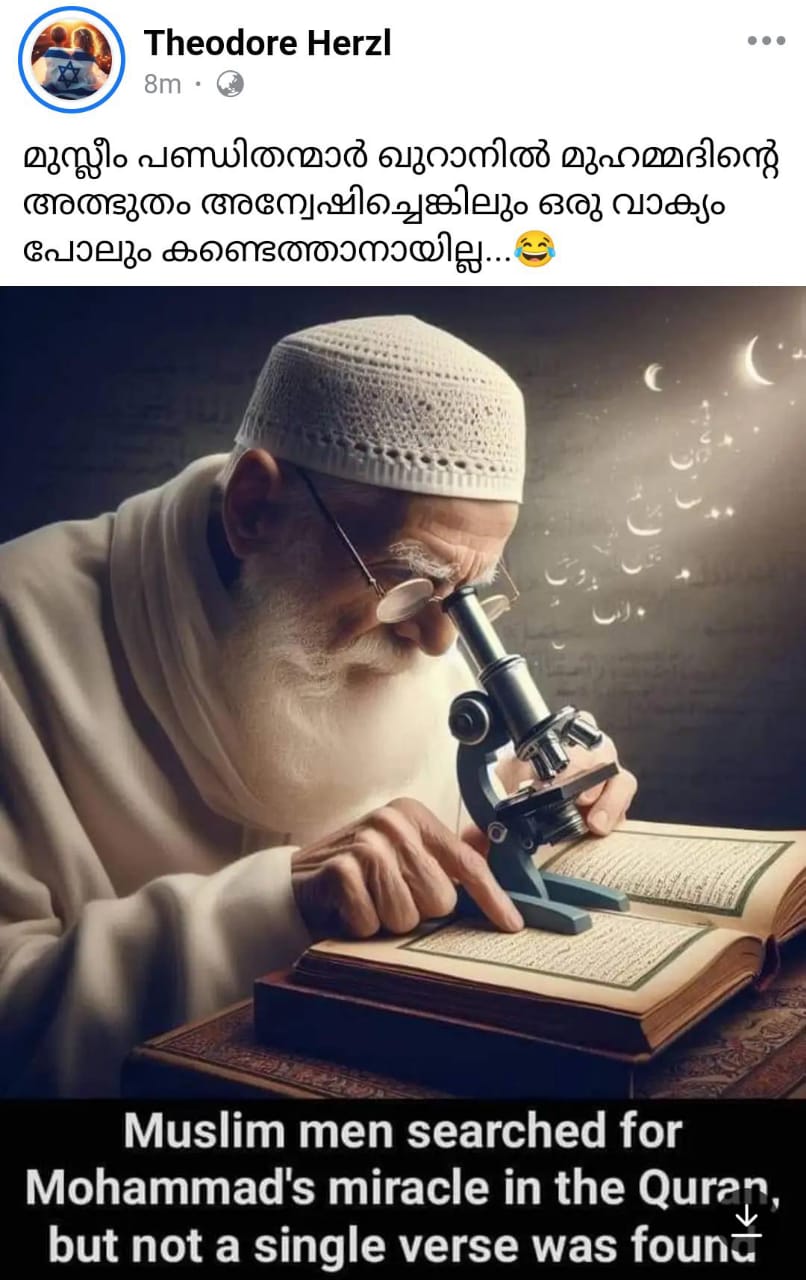 Theodore Herzl
8m ·
മുസ്ലീം പണ്ഡിതന്മാർ ഖുറാനിൽ മുഹമ്മദിന്റെ
അത്ഭുതം അന്വേഷിച്ചെങ്കിലും ഒരു വാക്യം
പോലും കണ്ടെത്താനായില്ല...😂
Muslim men searched for
Mohammad's miracle in the Quran,
but not a single verse was found